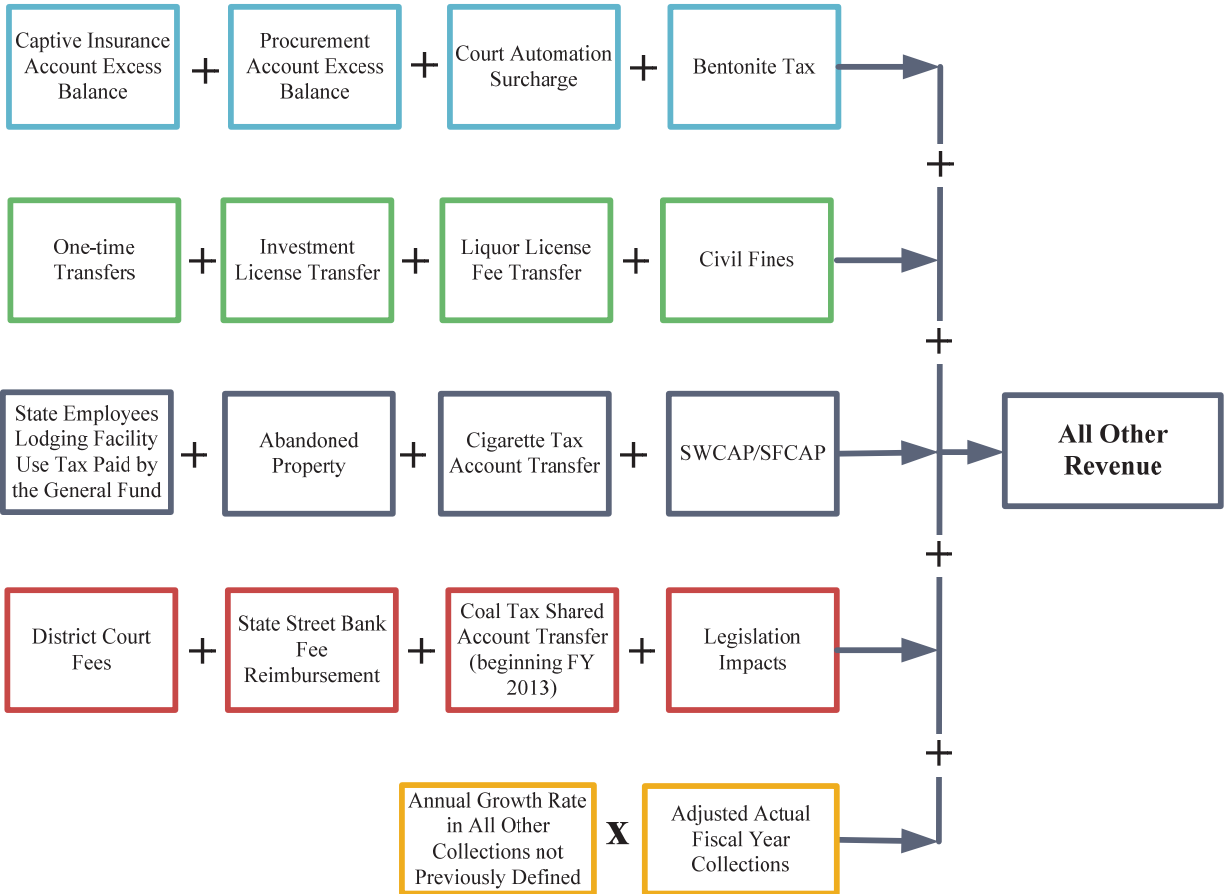 Captive Insurance
Account Excess
Balance
+
Procurement
Account Excess
Balance
+
Court Automation
Surcharge
+
Bentonite Tax
+
One-time
Transfers
+
Investment
License Transfer
+
Liquor License
Fee Transfer
+
Civil Fines
+
State Employees
Lodging Facility
Use Tax Paid by
the General Fund
+
Abandoned
Property
+
Cigarette Tax
Account Transfer
+
SWCAP/SFCAP
All Other
Revenue
+
District Court
Fees
+
State Street Bank
Fee
Reimbursement
+
Coal Tax Shared
Account Transfer
(beginning FY
2013)
+
Legislation
Impacts
+
Annual Growth Rate
in All Other
Collections not
Previously Defined
x
Adjusted Actual
Fiscal Year
Collections